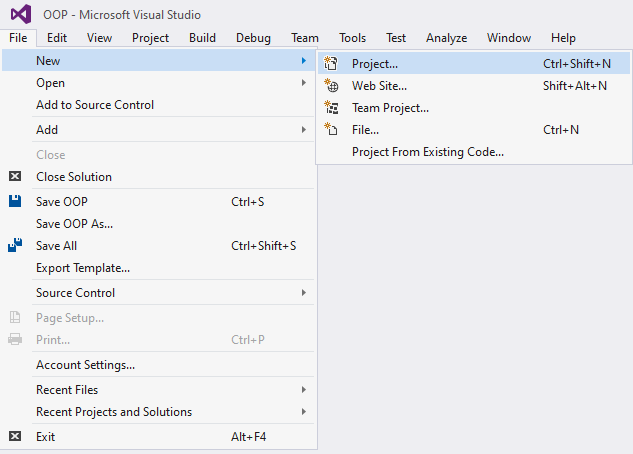 OOP - Microsoft Visual Studio
File Edit View Project Build Debug Team Tools Test Analyze Window Help
New
Open
Add to Source Control
Add
Close
Close Solution
Save OOP Ctrl+S
Save OOP As...
Save All Ctrl+Shift+S
Export Template...
Source Control
Page Setup...
Print... Ctrl+P
Account Settings...
Recent Files
Recent Projects and Solutions
Exit Alt+F4
Project... Ctrl+Shift+N
Web Site... Shift+Alt+N
Team Project...
File... Ctrl+N
Project From Existing Code...